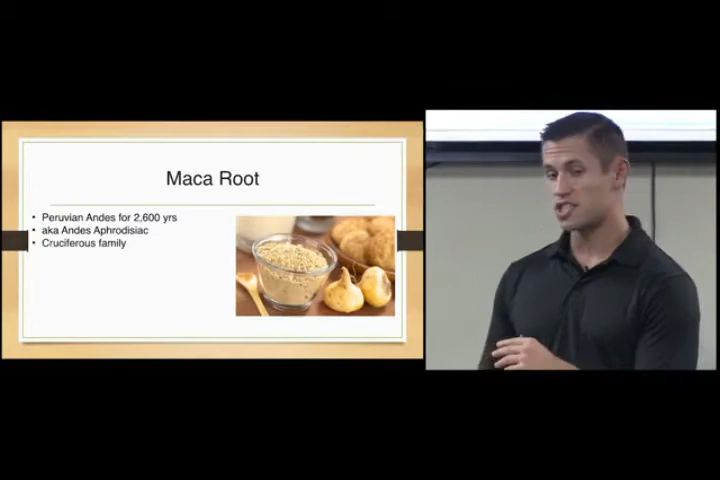 Maca Root
• Peruvian Andes for 2,600 yrs
• aka Andes Aphrodisiac
• Cruciferous family